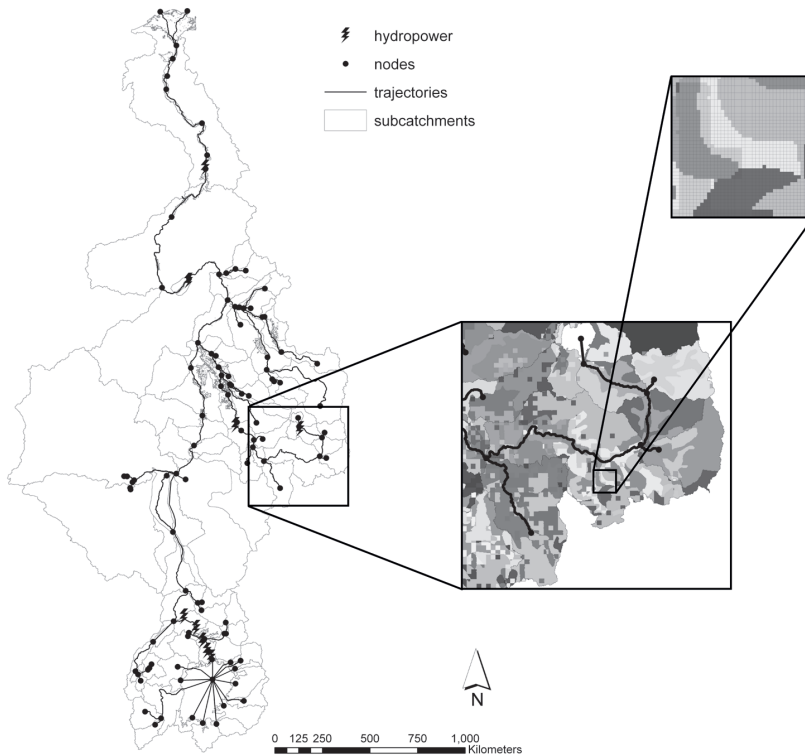 hydropower
nodes
trajectories
subcatchments
N
0 125 250 500 750 1,000
Kilometers